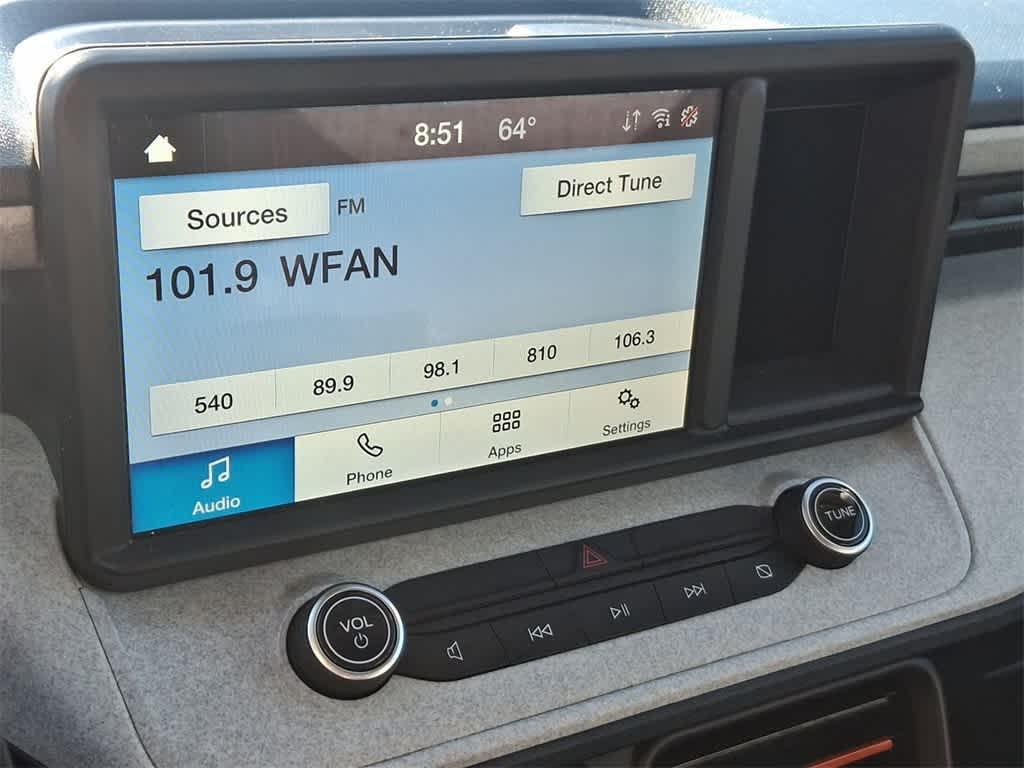 8:51 64°
Sources FM Direct Tune
101.9 WFAN
540 89.9 98.1 810 106.3
Audio Phone Apps Settings
TUNE
VOL